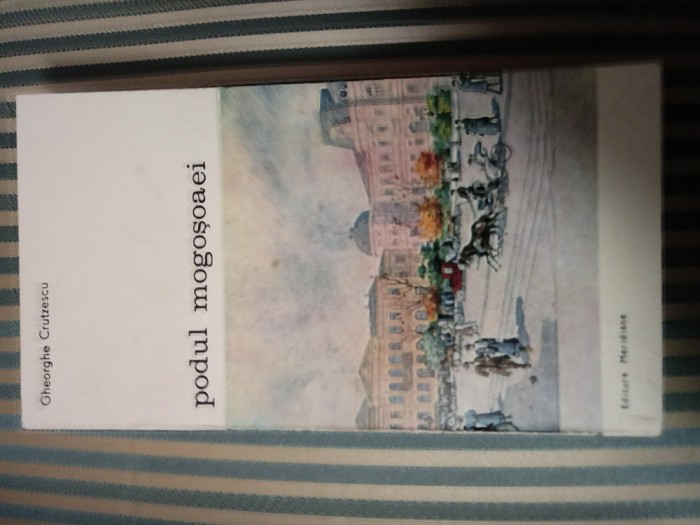 Gheorghe Crutzescu
podul mogoșoaei
Editura Meridiane